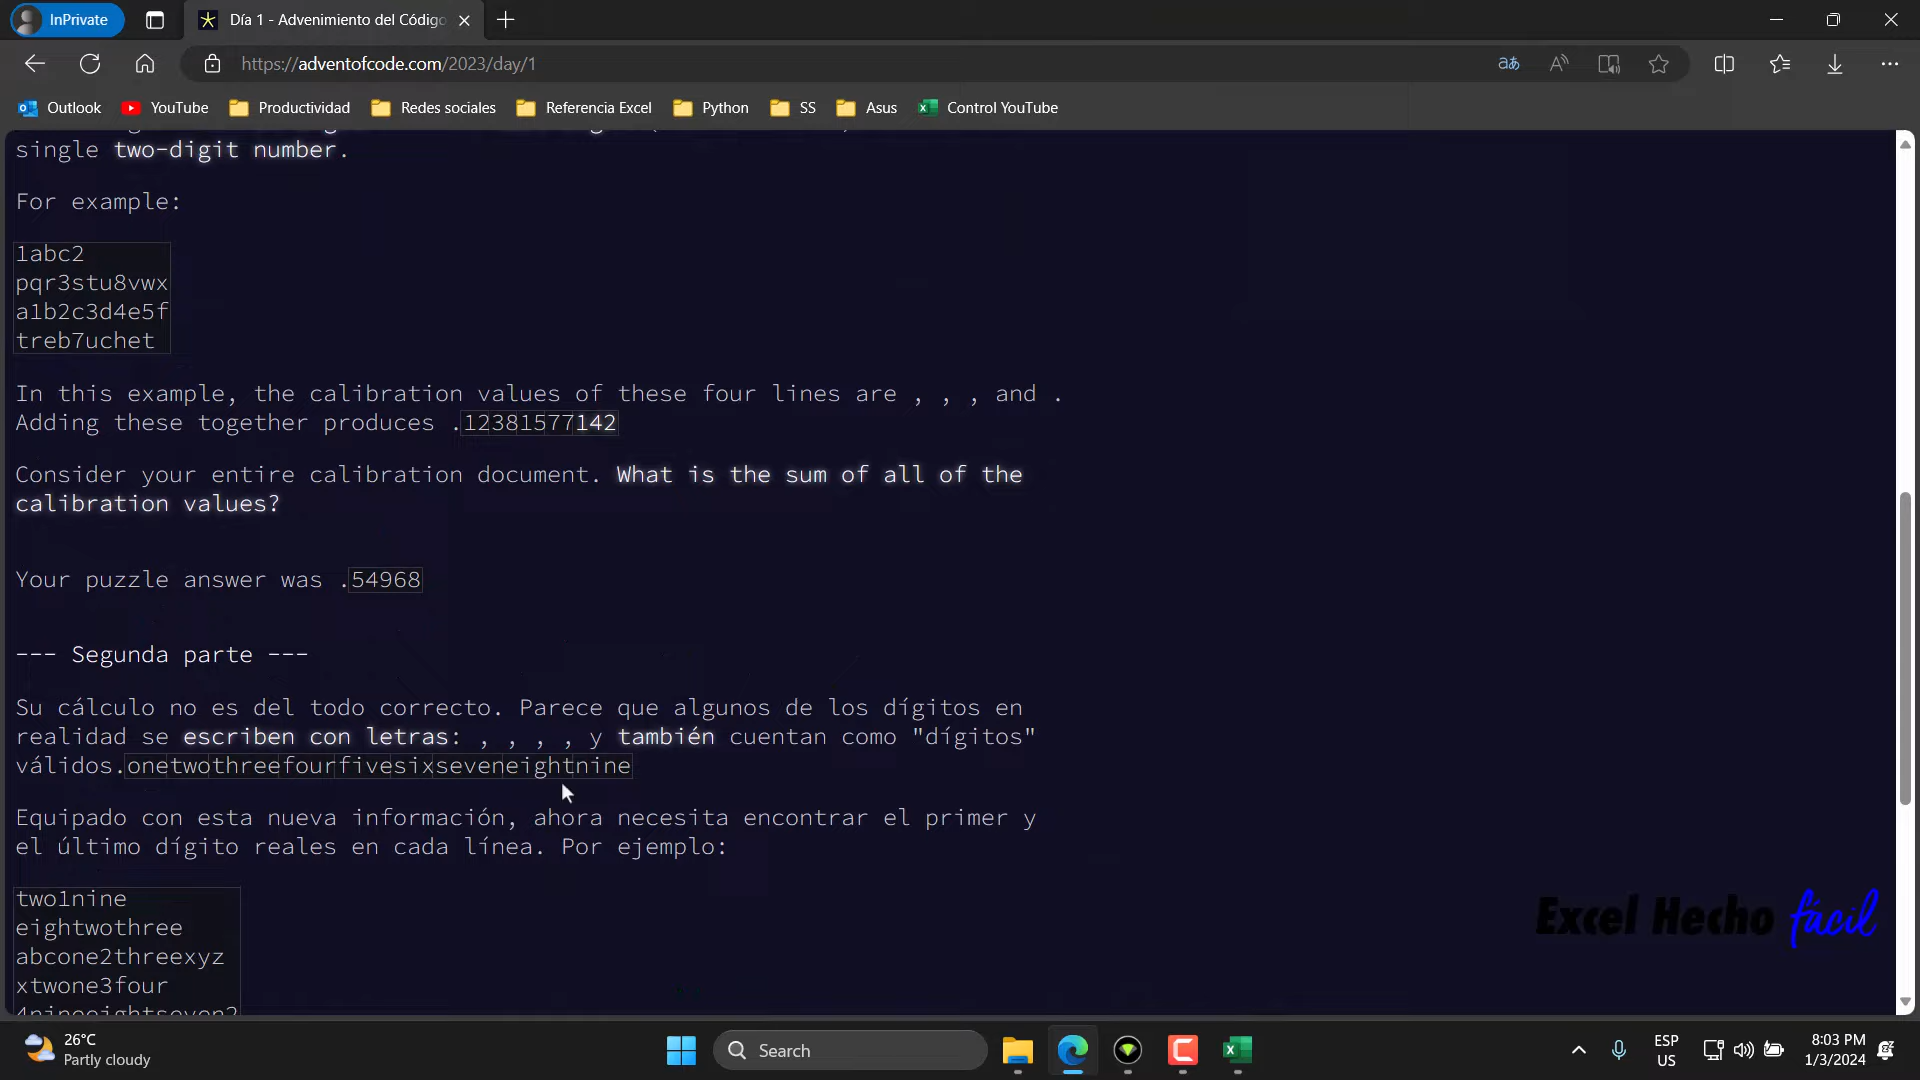 InPrivate
Día 1 - Advenimiento del Código
https://adventofcode.com/2023/day/1
Outlook
YouTube
Productividad
Redes sociales
Referencia Excel
Python
SS
Asus
Control YouTube
single two-digit number.
For example:
1abc2
pqr3stu8vwx
a1b2c3d4e5f
treb7uchet
In this example, the calibration values of these four lines are , , , and .
Adding these together produces .12381577142
Consider your entire calibration document. What is the sum of all of the
calibration values?
Your puzzle answer was .54968
--- Segunda parte ---
Su cálculo no es del todo correcto. Parece que algunos de los dígitos en
realidad se escriben con letras: , , , , y también cuentan como "dígitos"
válidos.onetwothreefourfivesixseveneightnine
Equipado con esta nueva información, ahora necesita encontrar el primer y
el último dígito reales en cada línea. Por ejemplo:
two1nine
eightwothree
abcone2threexyz
xtwone3four
4nineeightseven2
Excel Hecho fácil
26°C
Partly cloudy
Search
ESP
US
8:03 PM
1/3/2024